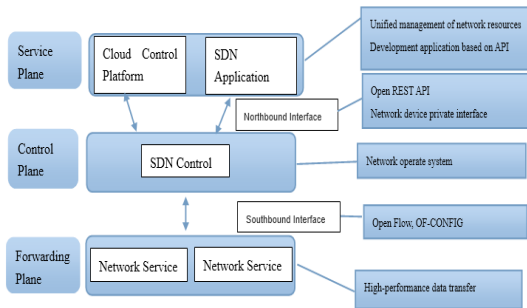 Unified management of network resources
Development application based on API
Service
Plane
Cloud Control
Platform
SDN
Application
Northbound Interface
Open REST API
Network device private interface
Control
Plane
SDN Control
Network operate system
Southbound Interface
Open Flow, OF-CONFIG
Forwarding
Plane
Network Service
Network Service
High-performance data transfer